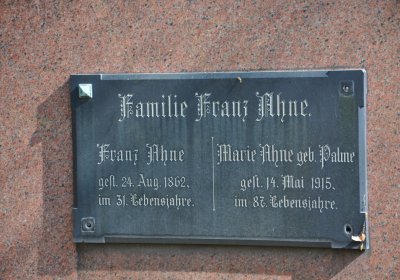 Familie Franz Ahne.
Franz Ahne
gest. 24. Aug. 1862,
im 31. Lebensjahre.
Marie Ahne geb. Palme
gest. 14. Mai 1915,
im 87. Lebensjahre.